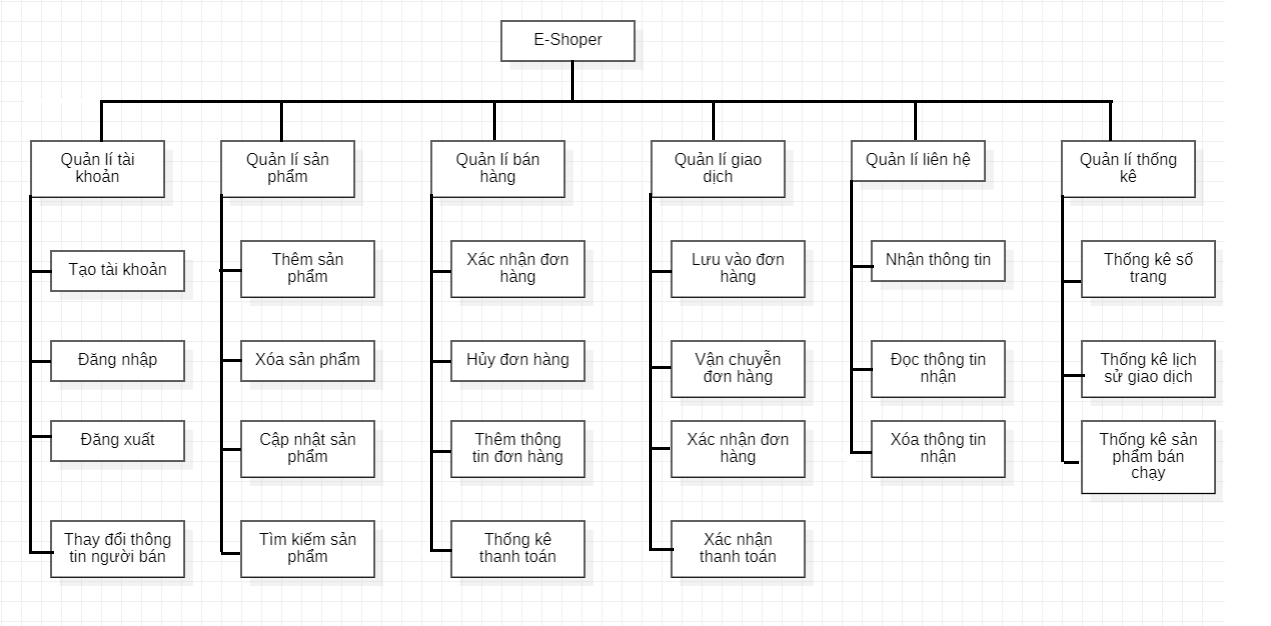 E-Shoper
Quản lí tài
khoản
Quản lí sản
phẩm
Quản lí bán
hàng
Quản lí giao
dịch
Quản lí liên hệ
Quản lí thống
kê
Tạo tài khoản
Đăng nhập
Đăng xuất
Thay đổi thông
tin người bán
Thêm sản
phẩm
Xóa sản phẩm
Cập nhật sản
phẩm
Tìm kiếm sản
phẩm
Xác nhận đơn
hàng
Hủy đơn hàng
Thêm thông
tin đơn hàng
Thống kê
thanh toán
Lưu vào đơn
hàng
Vận chuyễn
đơn hàng
Xác nhận đơn
hàng
Xác nhận
thanh toán
Nhận thông tin
Đọc thông tin
nhận
Xóa thông tin
nhận
Thống kê số
trang
Thống kê lịch
sử giao dịch
Thống kê sản
phẩm bán
chạy